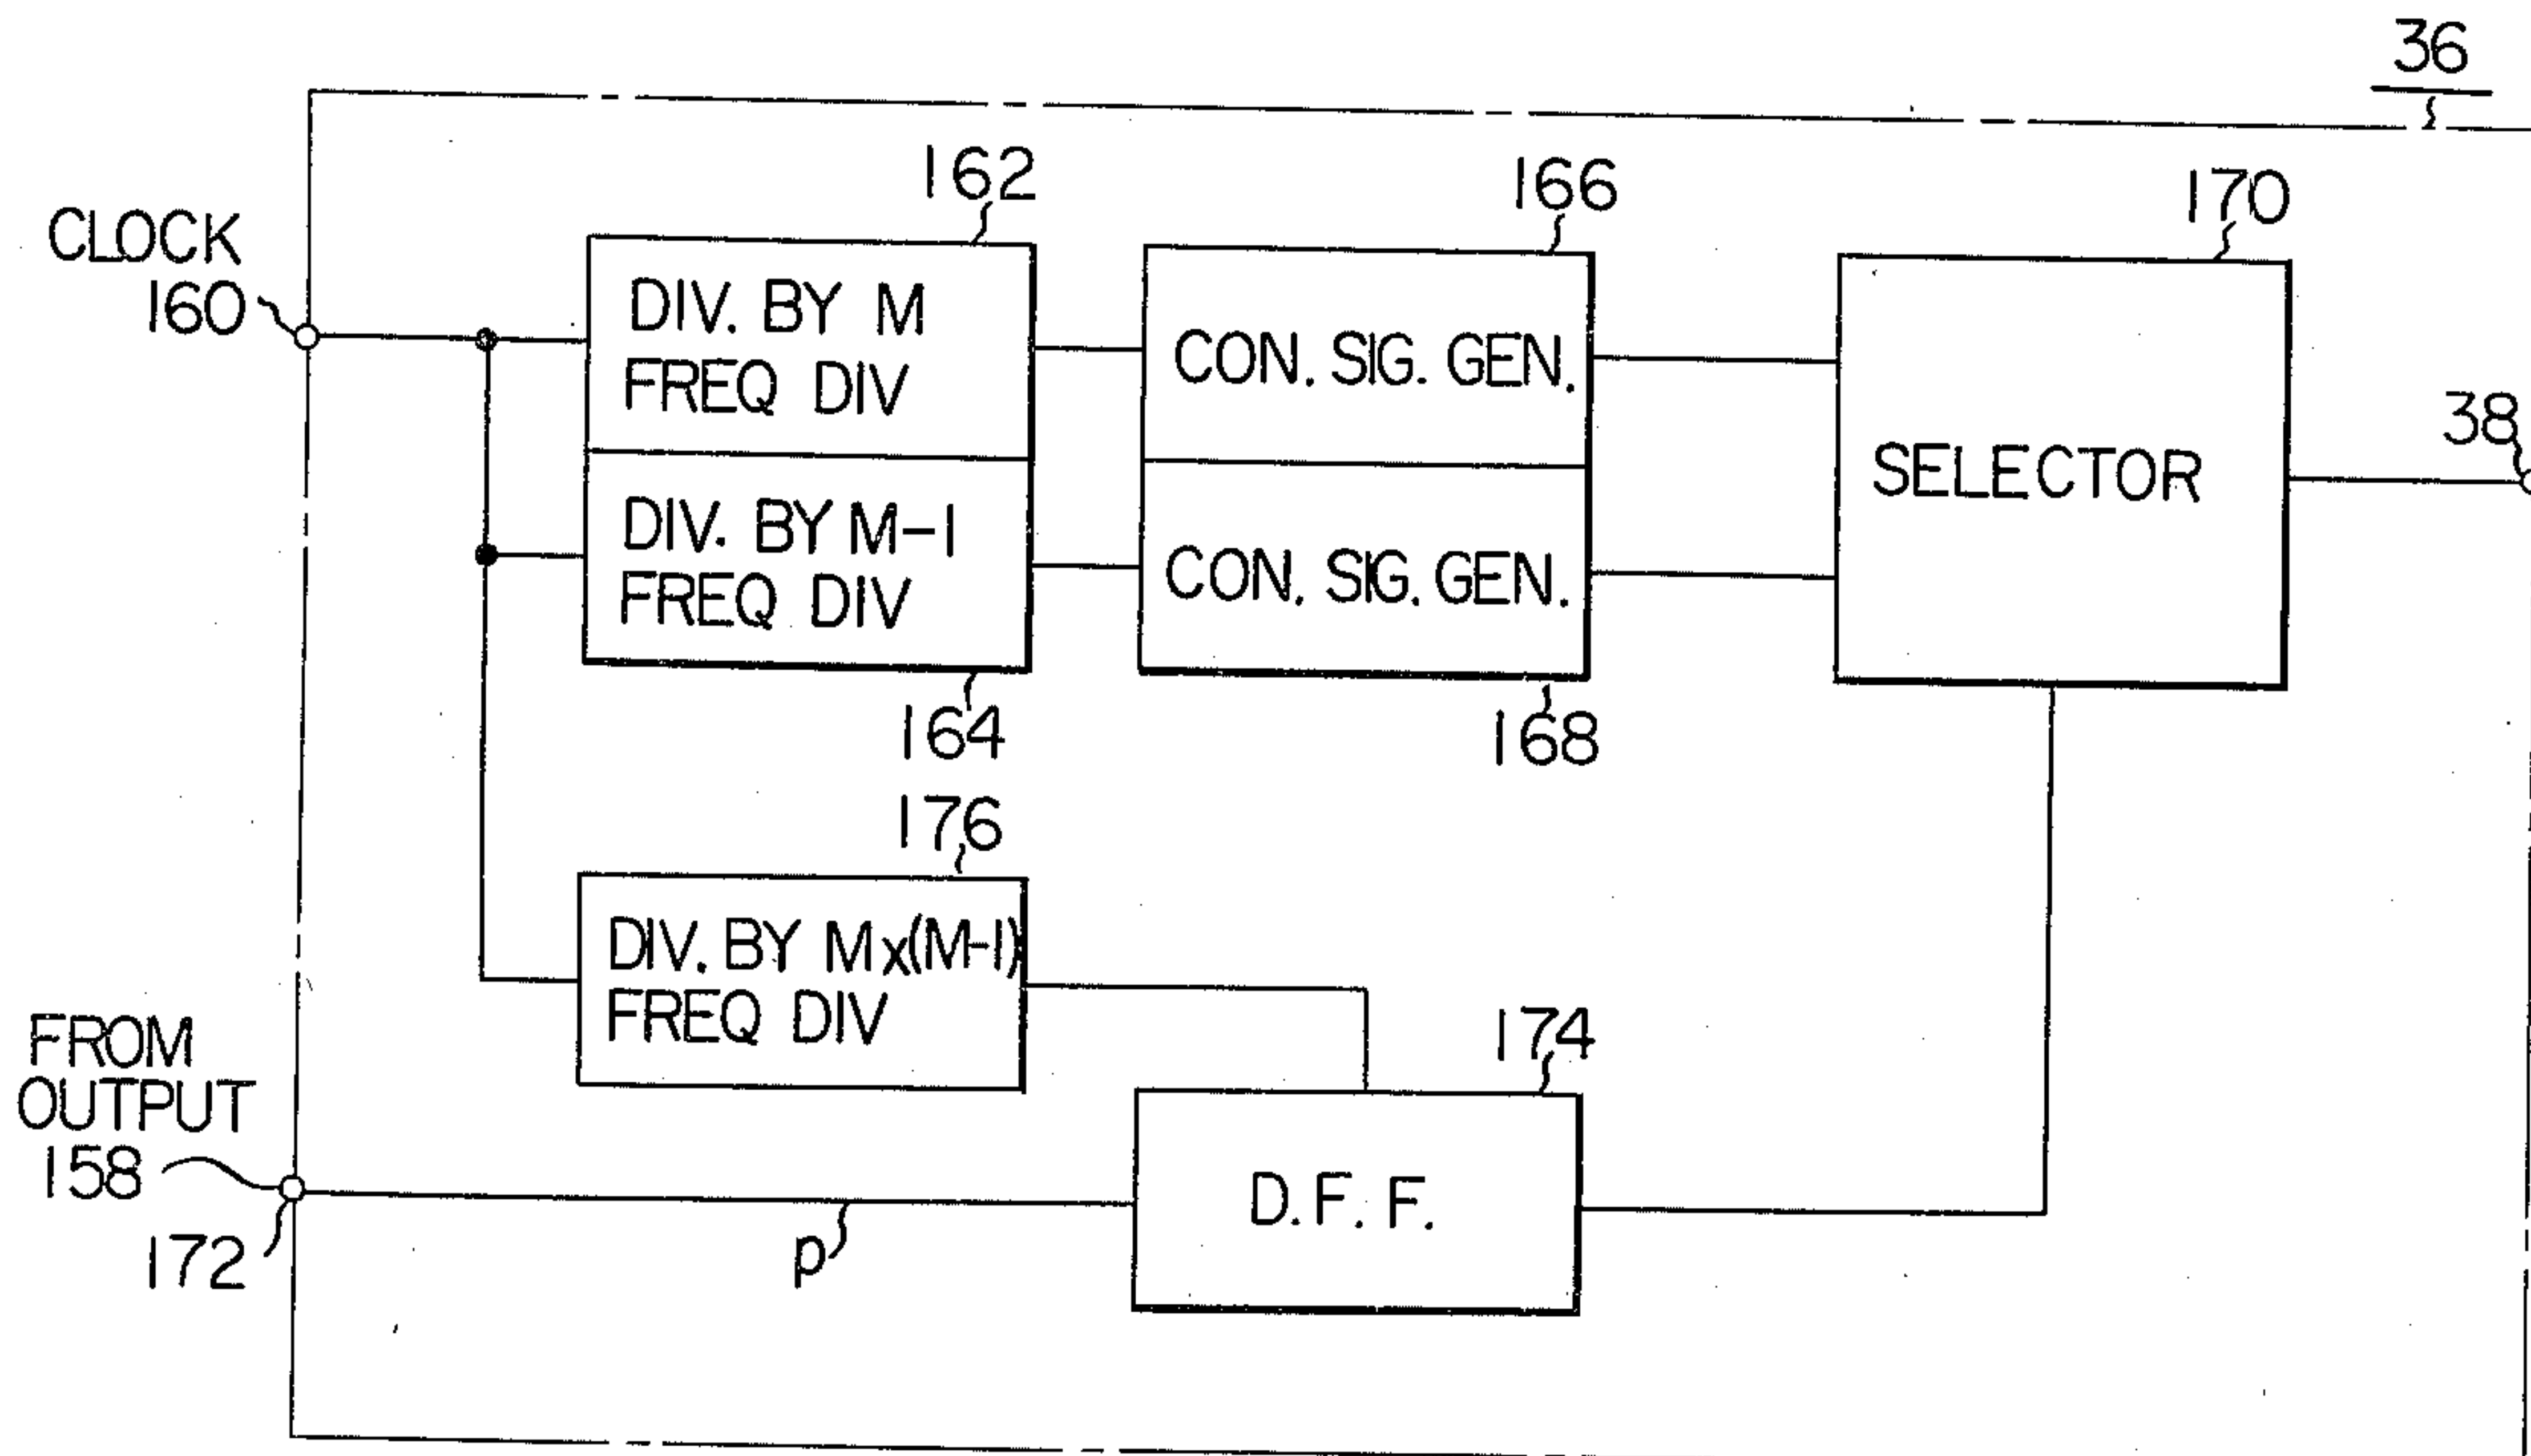 36
162
166
170
CLOCK
160
DIV. BY M
FREQ DIV
CON. SIG. GEN.
38
SELECTOR
DIV. BY M-1
FREQ DIV
CON. SIG. GEN.
164
168
176
DIV. BY Mx(M-1)
FREQ DIV
174
FROM
OUTPUT
158
D. F. F.
172
p